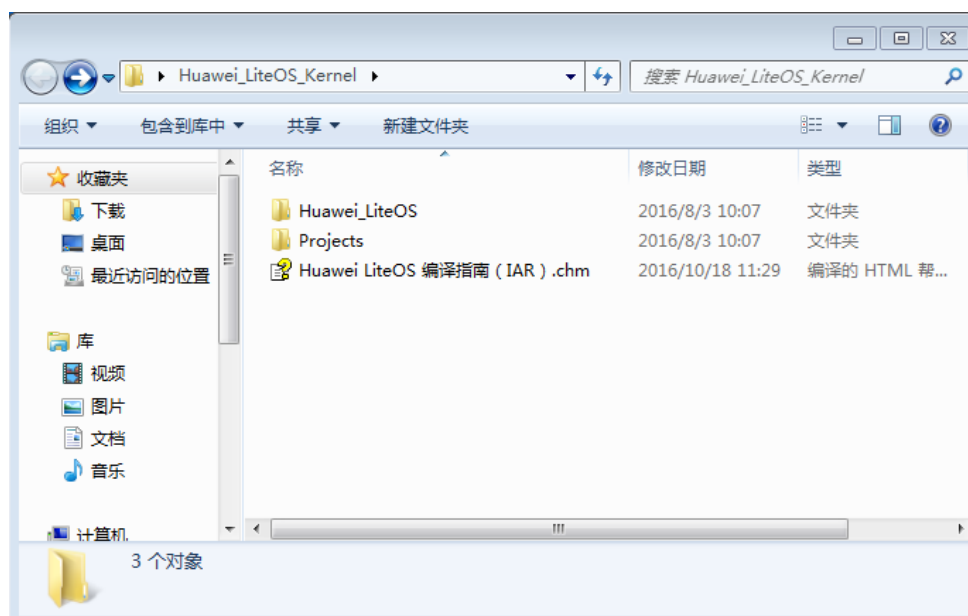 Huawei_LiteOS_Kernel
搜索 Huawei_LiteOS_Kernel
组织 包含到库中 共享 新建文件夹
收藏夹
下载
桌面
最近访问的位置
库
视频
图片
文档
音乐
计算机
名称 修改日期 类型
Huawei_LiteOS 2016/8/3 10:07 文件夹
Projects 2016/8/3 10:07 文件夹
Huawei LiteOS 编译指南（IAR）.chm 2016/10/18 11:29 编译的 HTML 帮...
3 个对象